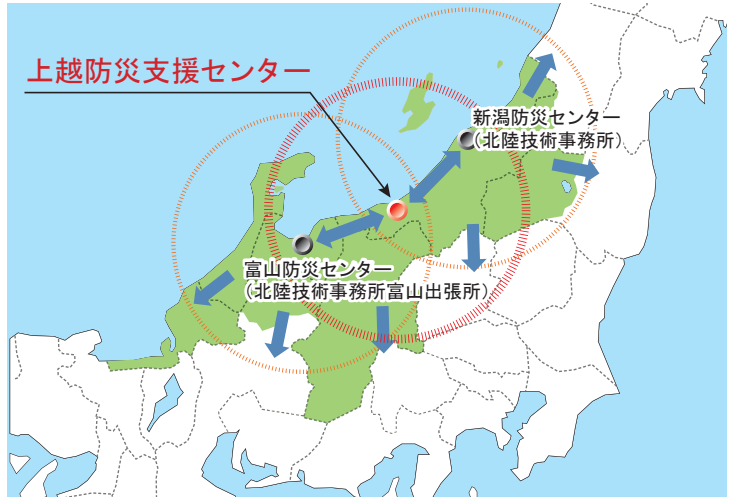 上越防災支援センター
新潟防災センター
（北陸技術事務所）
富山防災センター
（北陸技術事務所富山出張所）